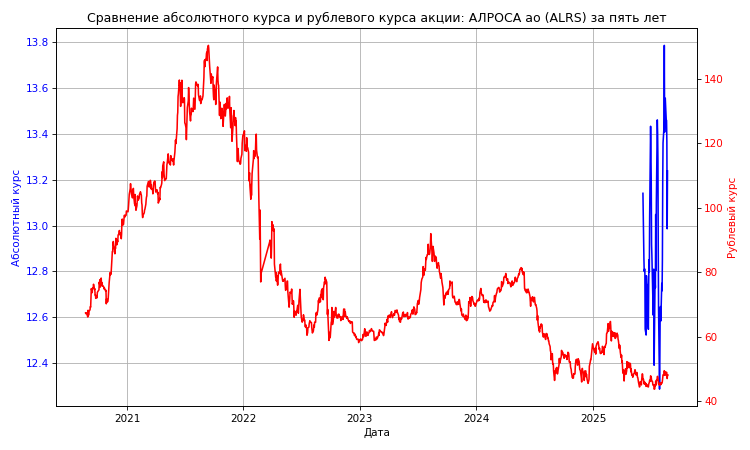 Сравнение абсолютного курса и рублевого курса акции: АЛРОСА ао (ALRS) за пять лет
13.8
13.6
13.4
13.2
13.0
12.8
12.6
12.4
Абсолютный курс
140
120
100
80
60
40
Рублевый курс
2021 2022 2023 2024 2025
Дата